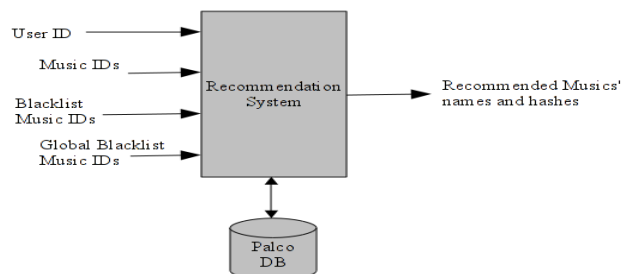 User ID
Music IDs
Blacklist
Music IDs
Global Blacklist
Music IDs
Recommendation
System
Recommended Musics'
names and hashes
Palco
DB